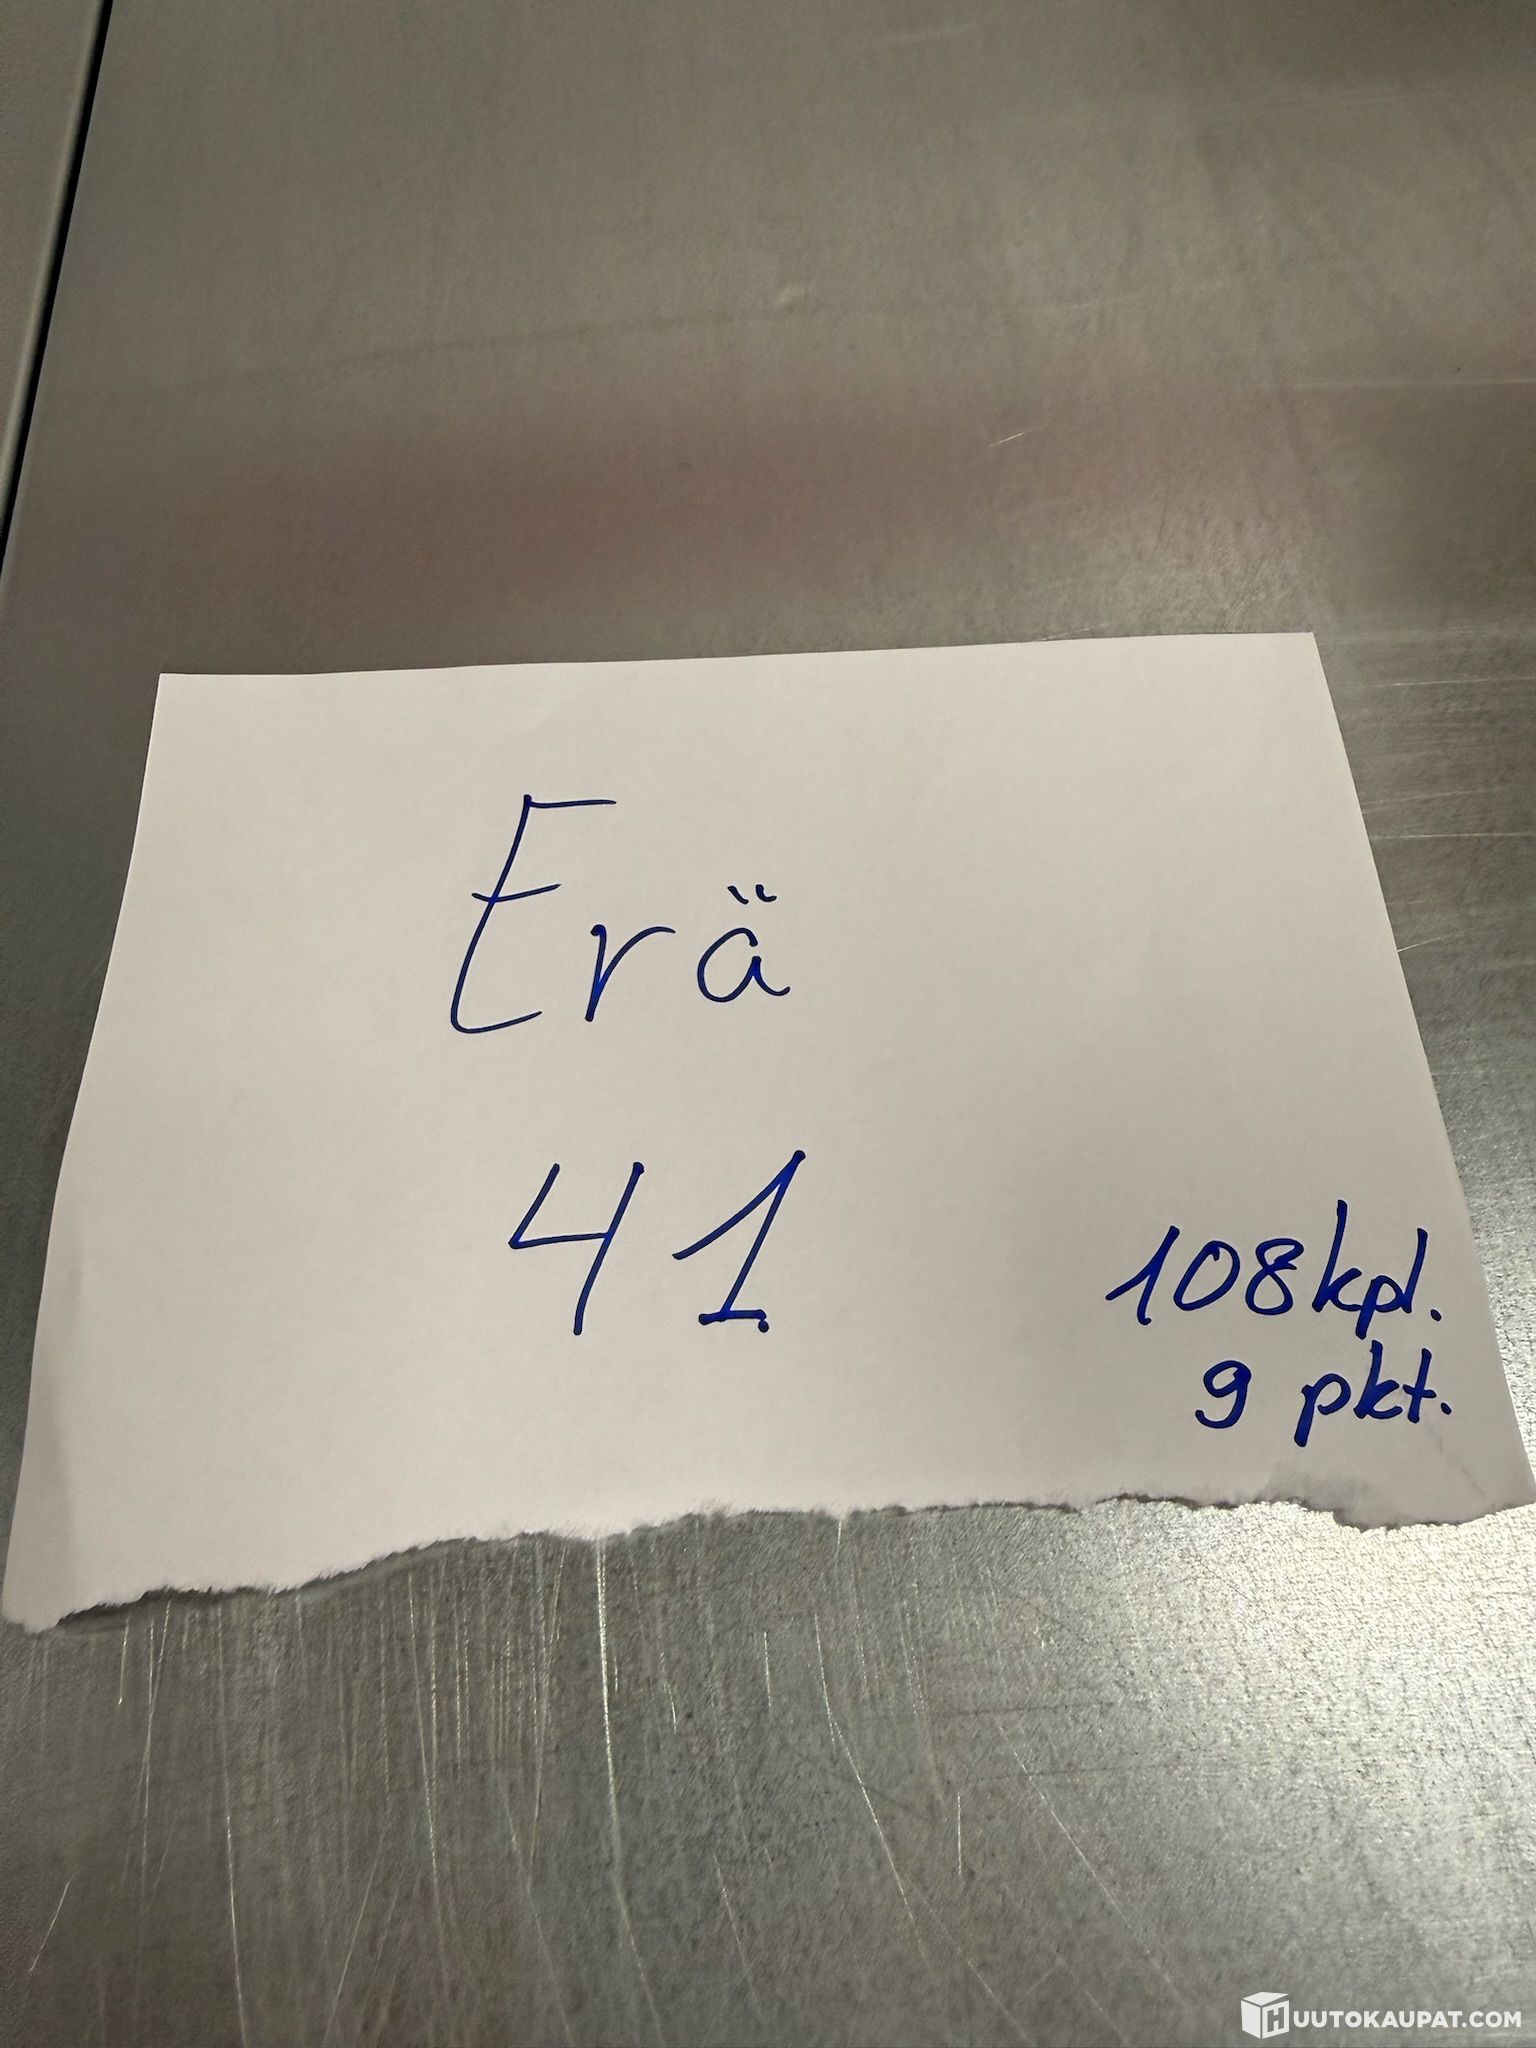 Erä
41
108kpl.
9 pkt.
HUUTOKAUPAT.COM